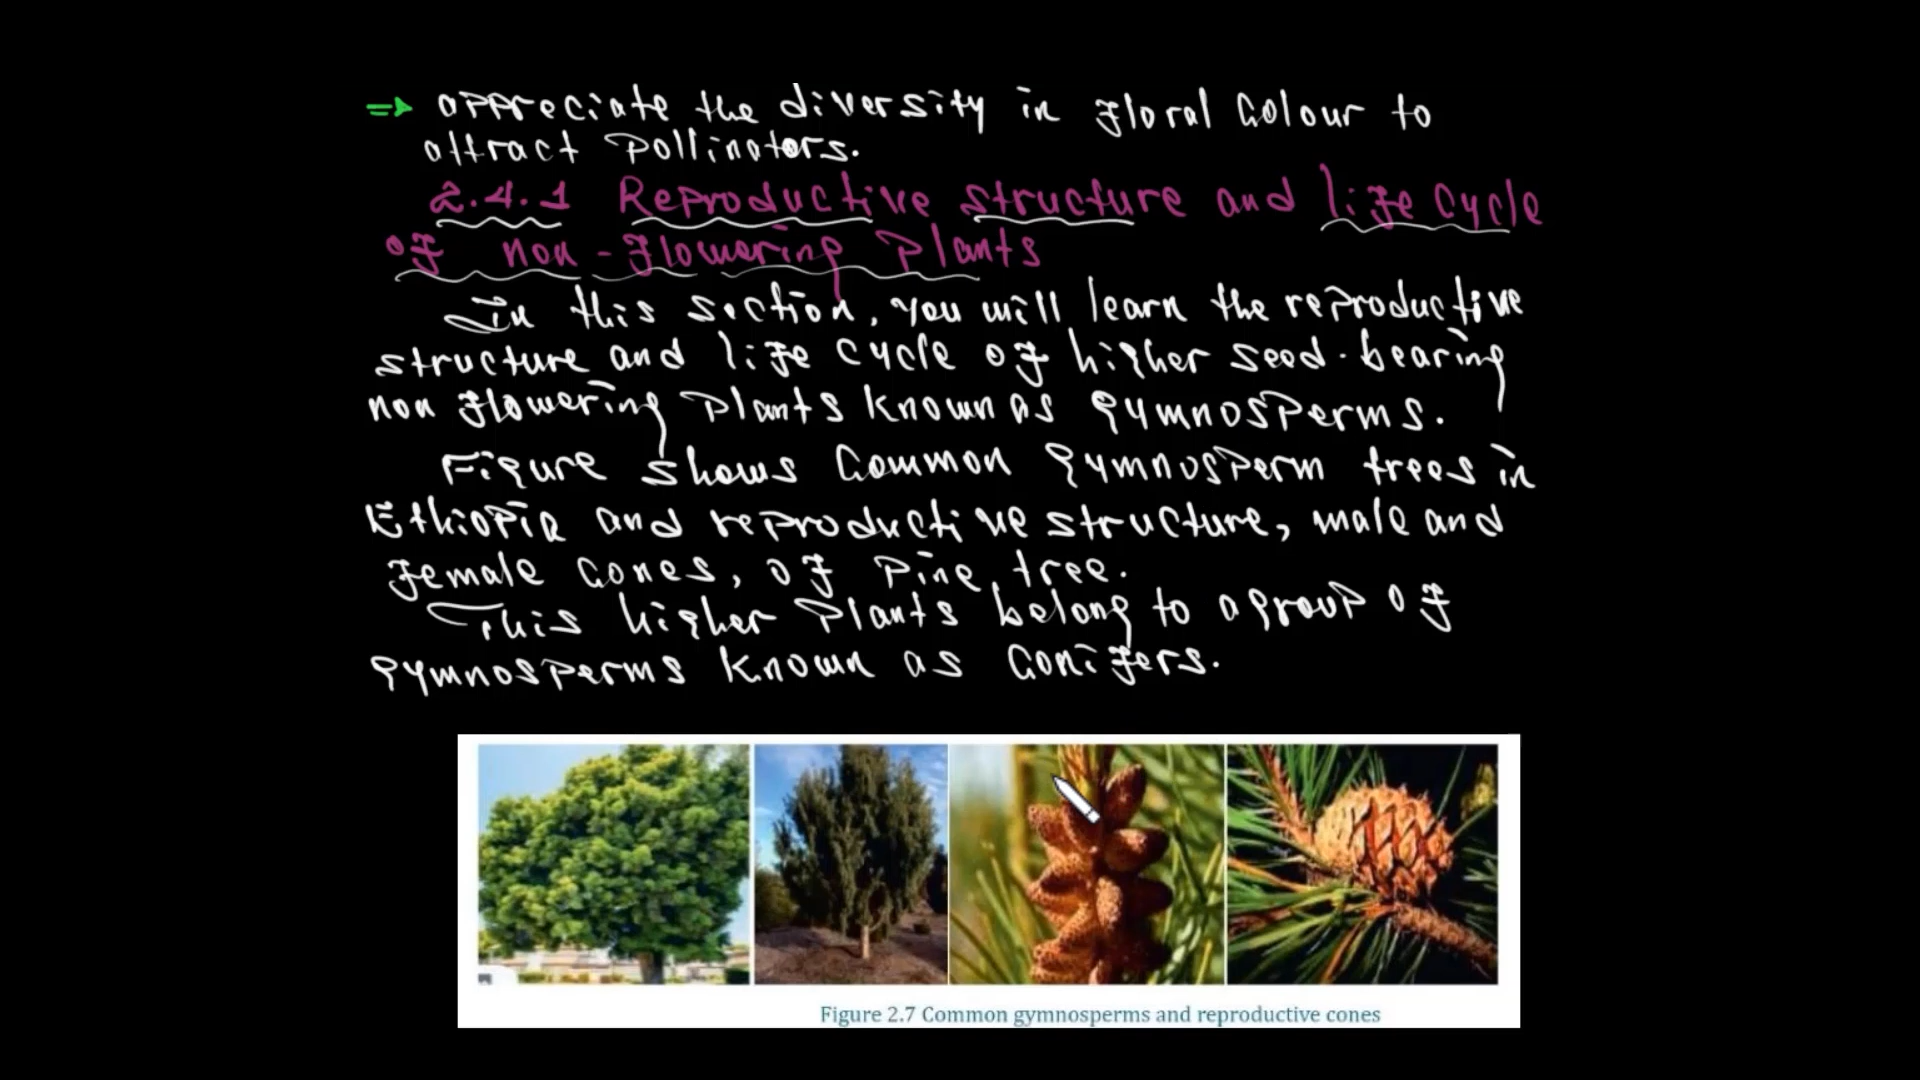 ⇒ appreciate the diversity in floral colour to
attract pollinators.
2.4.1 Reproductive structure and life cycle
of non-flowering plants
In this section, you will learn the reproductive
structure and life cycle of higher seed-bearing
non flowering plants known as gymnosperms.
Figure shows common gymnosperm trees in
Ethiopia and reproductive structure, male and
female cones, of pine tree.
This higher plants belong to a group of
gymnosperms known as conifers.
Figure 2.7 Common gymnosperms and reproductive cones